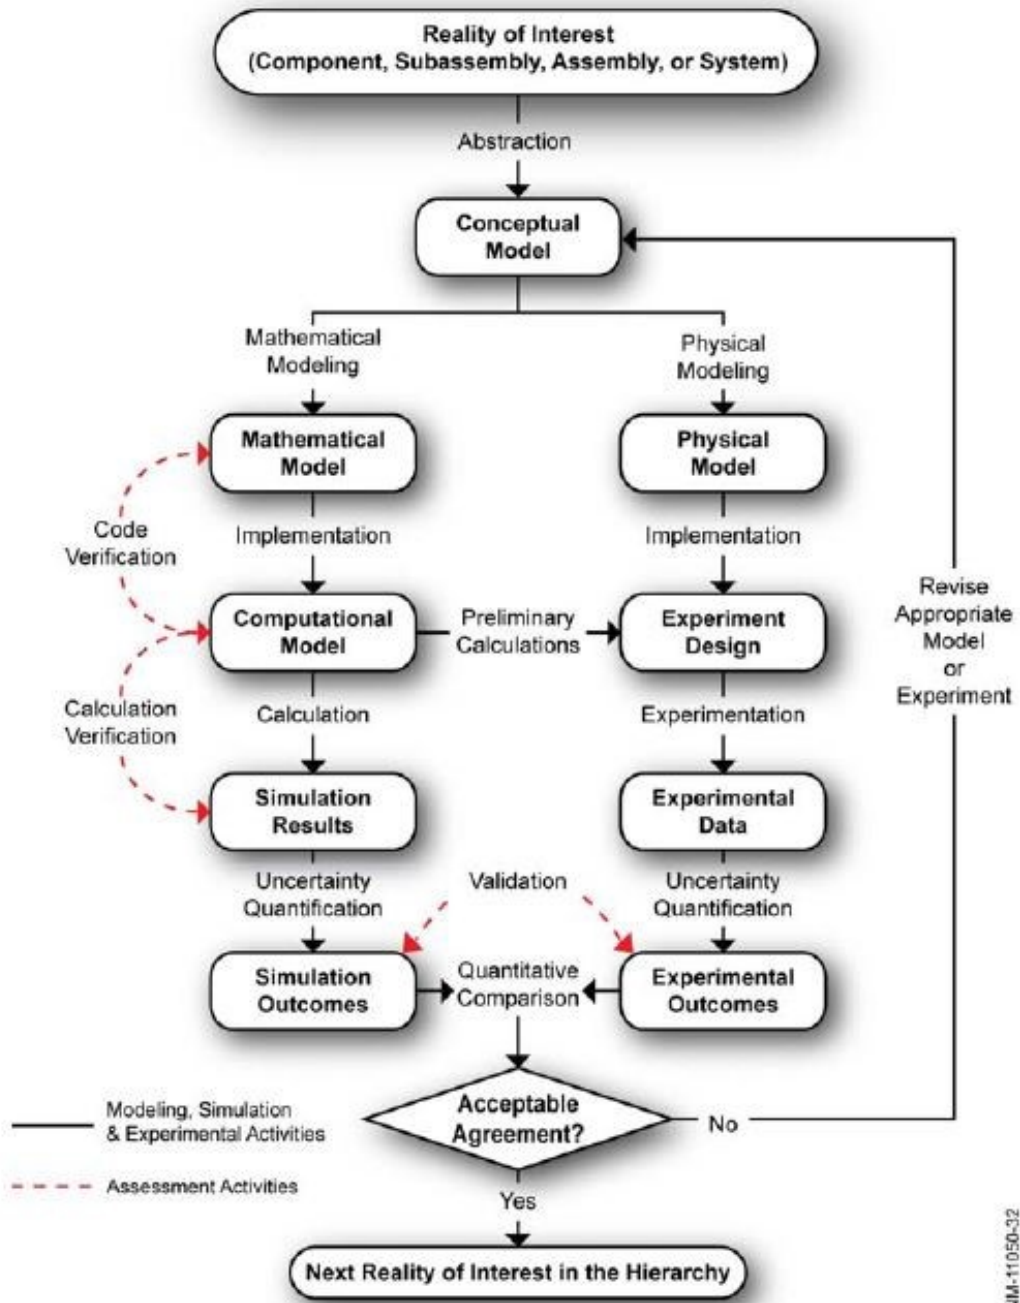 Reality of Interest
(Component, Subassembly, Assembly, or System)
Abstraction
Conceptual
Model
Mathematical
Modeling
Physical
Modeling
Mathematical
Model
Physical
Model
Code
Verification
Implementation
Implementation
Revise
Appropriate
Model
or
Experiment
Computational
Model
Preliminary
Calculations
Experiment
Design
Calculation
Verification
Calculation
Experimentation
Simulation
Results
Experimental
Data
Uncertainty
Quantification
Validation
Uncertainty
Quantification
Simulation
Outcomes
Quantitative
Comparison
Experimental
Outcomes
Acceptable
Agreement?
No
Modeling, Simulation
& Experimental Activities
Assessment Activities
Yes
Next Reality of Interest in the Hierarchy